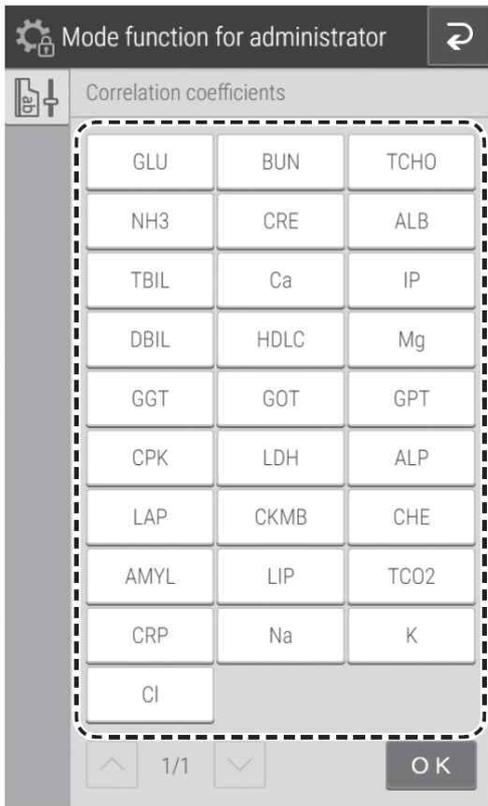 Mode function for administrator
ab
Correlation coefficients
GLU BUN TCHO
NH3 CRE ALB
TBIL Ca IP
DBIL HDLC Mg
GGT GOT GPT
CPK LDH ALP
LAP CKMB CHE
AMYL LIP TCO2
CRP Na K
Cl
1/1 OK